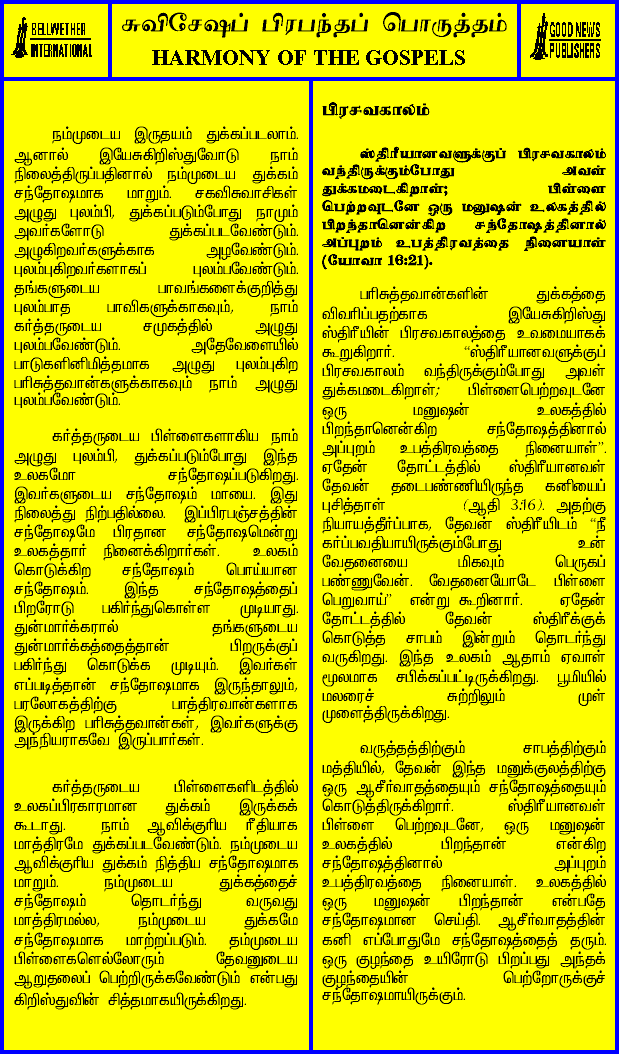 BELLWETHER
INTERNATIONAL
சுவிசேஷப் பிரபந்தப் பொருத்தம்
HARMONY OF THE GOSPELS
GOOD NEWS
PUBLISHERS
நம்முடைய இருதயம் துக்கப்படலாம்.
ஆனால் இயேசுகிறிஸ்துவோடு நாம்
நிலைத்திருப்பதினால் நம்முடைய துக்கம்
சந்தோஷமாக மாறும். சகவிசுவாசிகள்
அழுது புலம்பி, துக்கப்படும்போது நாமும்
அவர்களோடு துக்கப்படவேண்டும்.
அழுகிறவர்களுக்காக அழவேண்டும்.
புலம்புகிறவர்களாகப் புலம்பவேண்டும்.
தங்களுடைய பாவங்களைக்குறித்து
புலம்பாத பாவிகளுக்காகவும், நாம்
கர்த்தருடைய சமுகத்தில் அழுது
புலம்பவேண்டும். அதேவேளையில்
பாடுகளினிமித்தமாக அழுது புலம்புகிற
பரிசுத்தவான்களுக்காகவும் நாம் அழுது
புலம்பவேண்டும்.
கர்த்தருடைய பிள்ளைகளாகிய நாம்
அழுது புலம்பி, துக்கப்படும்போது இந்த
உலகமோ சந்தோஷப்படுகிறது.
இவர்களுடைய சந்தோஷம் மாயை. இது
நிலைத்து நிற்பதில்லை. இப்பிரபஞ்சத்தின்
சந்தோஷமே பிரதான சந்தோஷமென்று
உலகத்தார் நினைக்கிறார்கள். உலகம்
கொடுக்கிற சந்தோஷம் பொய்யான
சந்தோஷம். இந்த சந்தோஷத்தைப்
பிறரோடு பகிர்ந்துகொள்ள முடியாது.
துன்மார்க்கரால் தங்களுடைய
துன்மார்க்கத்தைத்தான் பிறருக்குப்
பகிர்ந்து கொடுக்க முடியும். இவர்கள்
எப்படித்தான் சந்தோஷமாக இருந்தாலும்,
பரலோகத்திற்கு பாத்திரவான்களாக
இருக்கிற பரிசுத்தவான்கள், இவர்களுக்கு
அந்நியராகவே இருப்பார்கள்.
கர்த்தருடைய பிள்ளைகளிடத்தில்
உலகப்பிரகாரமான துக்கம் இருக்கக்
கூடாது. நாம் ஆவிக்குரிய ரீதியாக
மாத்திரமே துக்கப்படவேண்டும். நம்முடைய
ஆவிக்குரிய துக்கம் நித்திய சந்தோஷமாக
மாறும். நம்முடைய துக்கத்தைச்
சந்தோஷம் தொடர்ந்து வருவது
மாத்திரமல்ல, நம்முடைய துக்கமே
சந்தோஷமாக மாற்றப்படும். தம்முடைய
பிள்ளைகளெல்லோரும் தேவனுடைய
ஆறுதலைப் பெற்றிருக்கவேண்டும் என்பது
கிறிஸ்துவின் சித்தமாகயிருக்கிறது.
பிரசவகாலம்
ஸ்திரீயானவளுக்குப் பிரசவகாலம்
வந்திருக்கும்போது அவள்
துக்கமடைகிறாள்; பிள்ளை
பெற்றவுடனே ஒரு மனுஷன் உலகத்தில்
பிறந்தானென்கிற சந்தோஷத்தினால்
அப்புறம் உபத்திரவத்தை நினையாள்
(யோவா 16:21).
பரிசுத்தவான்களின் துக்கத்தை
விவரிப்பதற்காக இயேசுகிறிஸ்து
ஸ்திரீயின் பிரசவகாலத்தை உவமையாகக்
கூறுகிறார். “ஸ்திரீயானவளுக்குப்
பிரசவகாலம் வந்திருக்கும்போது அவள்
துக்கமடைகிறாள்; பிள்ளைபெற்றவுடனே
ஒரு மனுஷன் உலகத்தில்
பிறந்தானென்கிற சந்தோஷத்தினால்
அப்புறம் உபத்திரவத்தை நினையாள்”.
ஏதேன் தோட்டத்தில் ஸ்திரீயானவள்
தேவன் தடைபண்ணியிருந்த கனியைப்
புசித்தாள் (ஆதி 3:16). அதற்கு
நியாயத்தீர்ப்பாக, தேவன் ஸ்திரீயிடம் “நீ
கர்ப்பவதியாயிருக்கும்போது உன்
வேதனையை மிகவும் பெருகப்
பண்ணுவேன். வேதனையோடே பிள்ளை
பெறுவாய்” என்று கூறினார். ஏதேன்
தோட்டத்தில் தேவன் ஸ்திரீக்குக்
கொடுத்த சாபம் இன்றும் தொடர்ந்து
வருகிறது. இந்த உலகம் ஆதாம் ஏவாள்
மூலமாக சபிக்கப்பட்டிருக்கிறது. பூமியில்
மலரைச் சுற்றிலும் முள்
முளைத்திருக்கிறது.
வருத்தத்திற்கும் சாபத்திற்கும்
மத்தியில், தேவன் இந்த மனுக்குலத்திற்கு
ஒரு ஆசீர்வாதத்தையும் சந்தோஷத்தையும்
கொடுத்திருக்கிறார். ஸ்திரீயானவள்
பிள்ளை பெற்றவுடனே, ஒரு மனுஷன்
உலகத்தில் பிறந்தான் என்கிற
சந்தோஷத்தினால் அப்புறம்
உபத்திரவத்தை நினையாள். உலகத்தில்
ஒரு மனுஷன் பிறந்தான் என்பதே
சந்தோஷமான செய்தி. ஆசீர்வாதத்தின்
கனி எப்போதுமே சந்தோஷத்தைத் தரும்.
ஒரு குழந்தை உயிரோடு பிறப்பது அந்தக்
குழந்தையின் பெற்றோருக்குச்
சந்தோஷமாயிருக்கும்.